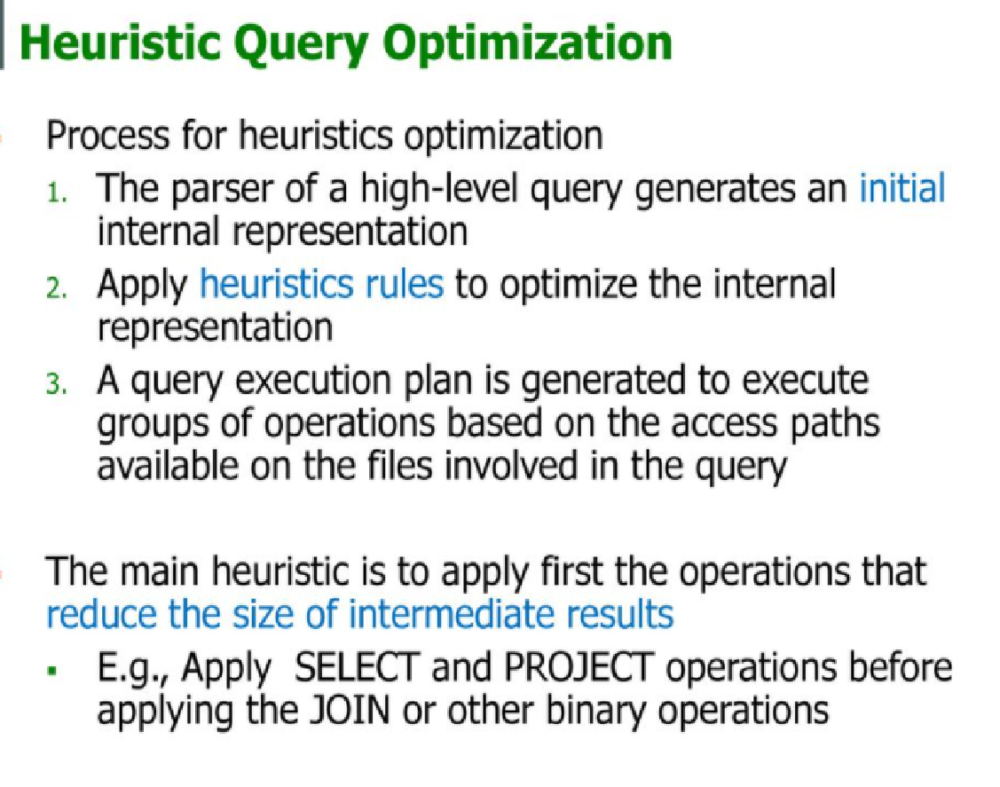 Heuristic Query Optimization
Process for heuristics optimization
1. The parser of a high-level query generates an initial
internal representation
2. Apply heuristics rules to optimize the internal
representation
3. A query execution plan is generated to execute
groups of operations based on the access paths
available on the files involved in the query
The main heuristic is to apply first the operations that
reduce the size of intermediate results
▪ E.g., Apply SELECT and PROJECT operations before
applying the JOIN or other binary operations